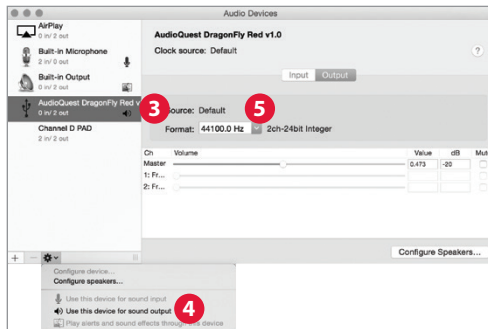 Audio Devices
AirPlay
0 in/ 2 out
Built-in Microphone
2 in/ 0 out
Built-in Output
0 in/ 2 out
AudioQuest DragonFly Red v
0 in/ 2 out
Channel D PAD
2 in/ 2 out
AudioQuest DragonFly Red v1.0
Clock source: Default
?
Input Output
3
Source: Default
5
Format: 44100.0 Hz 2ch-24bit Integer
Ch Volume Value dB Mut
Master 0.473 -20
1: Fr...
2: Fr...
+ −
Configure Speakers...
Configure device...
Configure speakers...
Use this device for sound input
Use this device for sound output
4
Play alerts and sound effects through this device